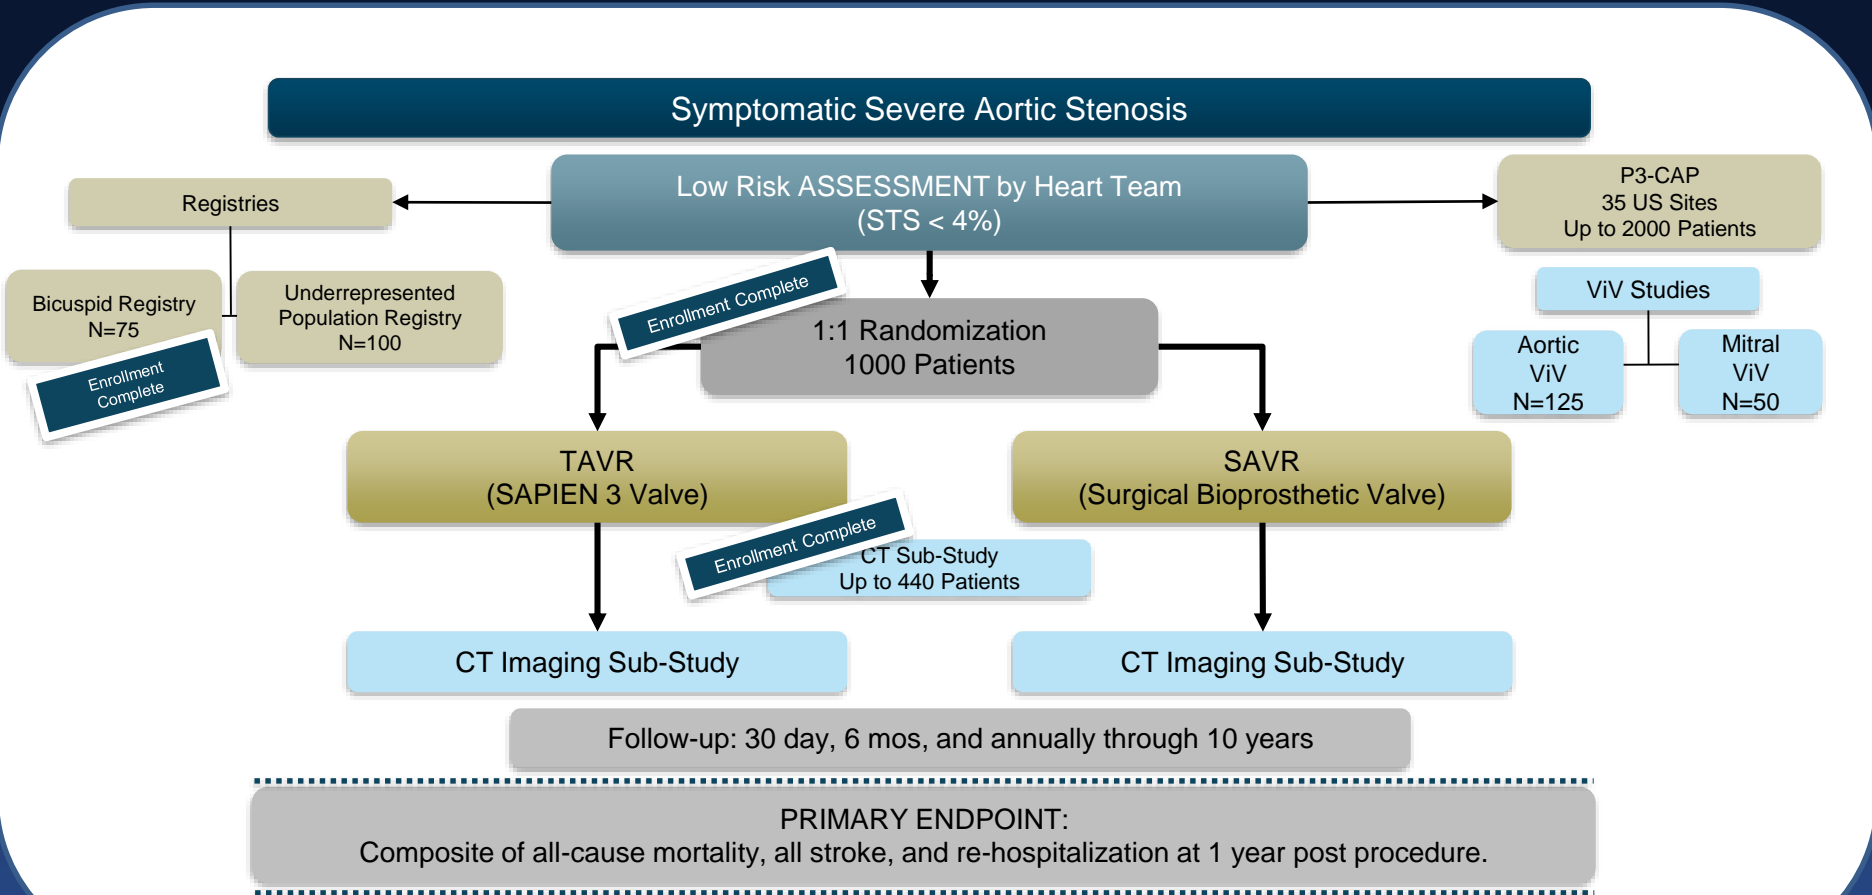 Symptomatic Severe Aortic Stenosis
Low Risk ASSESSMENT by Heart Team
(STS < 4%)
Registries
P3-CAP
35 US Sites
Up to 2000 Patients
Bicuspid Registry
N=75
Enrollment
Complete
Underrepresented
Population Registry
N=100
Enrollment Complete
1:1 Randomization
1000 Patients
ViV Studies
Aortic
ViV
N=125
Mitral
ViV
N=50
TAVR
(SAPIEN 3 Valve)
SAVR
(Surgical Bioprosthetic Valve)
Enrollment Complete
CT Sub-Study
Up to 440 Patients
CT Imaging Sub-Study
CT Imaging Sub-Study
Follow-up: 30 day, 6 mos, and annually through 10 years
PRIMARY ENDPOINT:
Composite of all-cause mortality, all stroke, and re-hospitalization at 1 year post procedure.